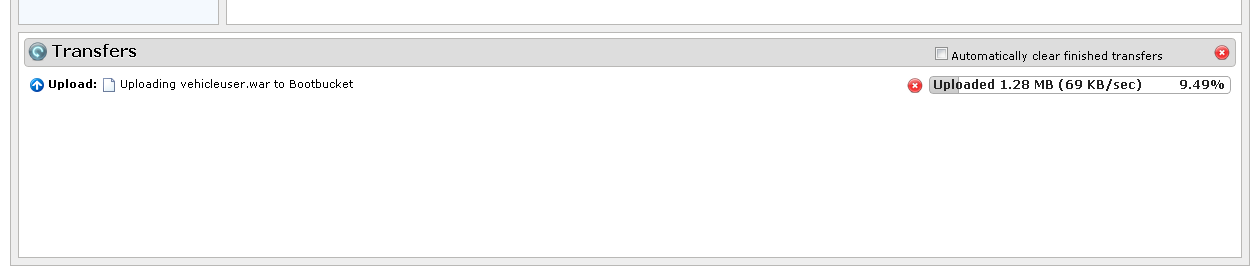 Transfers
Automatically clear finished transfers
Upload: Uploading vehicleuser.war to Bootbucket
Uploaded 1.28 MB (69 KB/sec) 9.49%